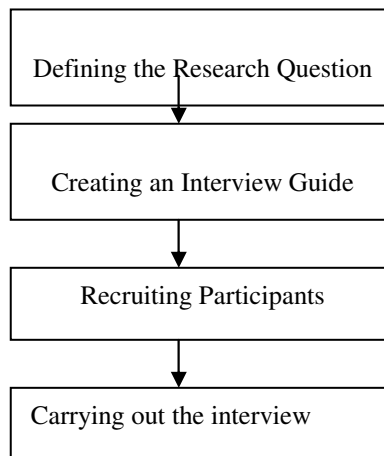 Defining the Research Question
Creating an Interview Guide
Recruiting Participants
Carrying out the interview